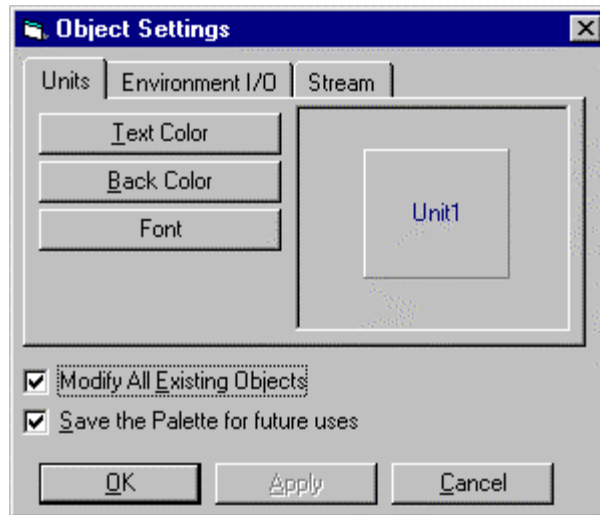 Object Settings
Units Environment I/O Stream
Text Color
Back Color
Font
Unit1
Modify All Existing Objects
Save the Palette for future uses
OK Apply Cancel